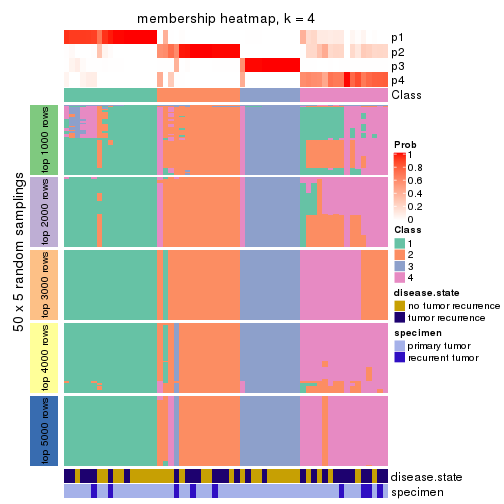 membership heatmap, k = 4
p1
p2
p3
p4
Class
50 x 5 random samplings
top 1000 rows
top 2000 rows
top 3000 rows
top 4000 rows
top 5000 rows
disease.state
specimen
Prob
1
0.8
0.6
0.4
0.2
0
Class
1
2
3
4
disease.state
no tumor recurrence
tumor recurrence
specimen
primary tumor
recurrent tumor